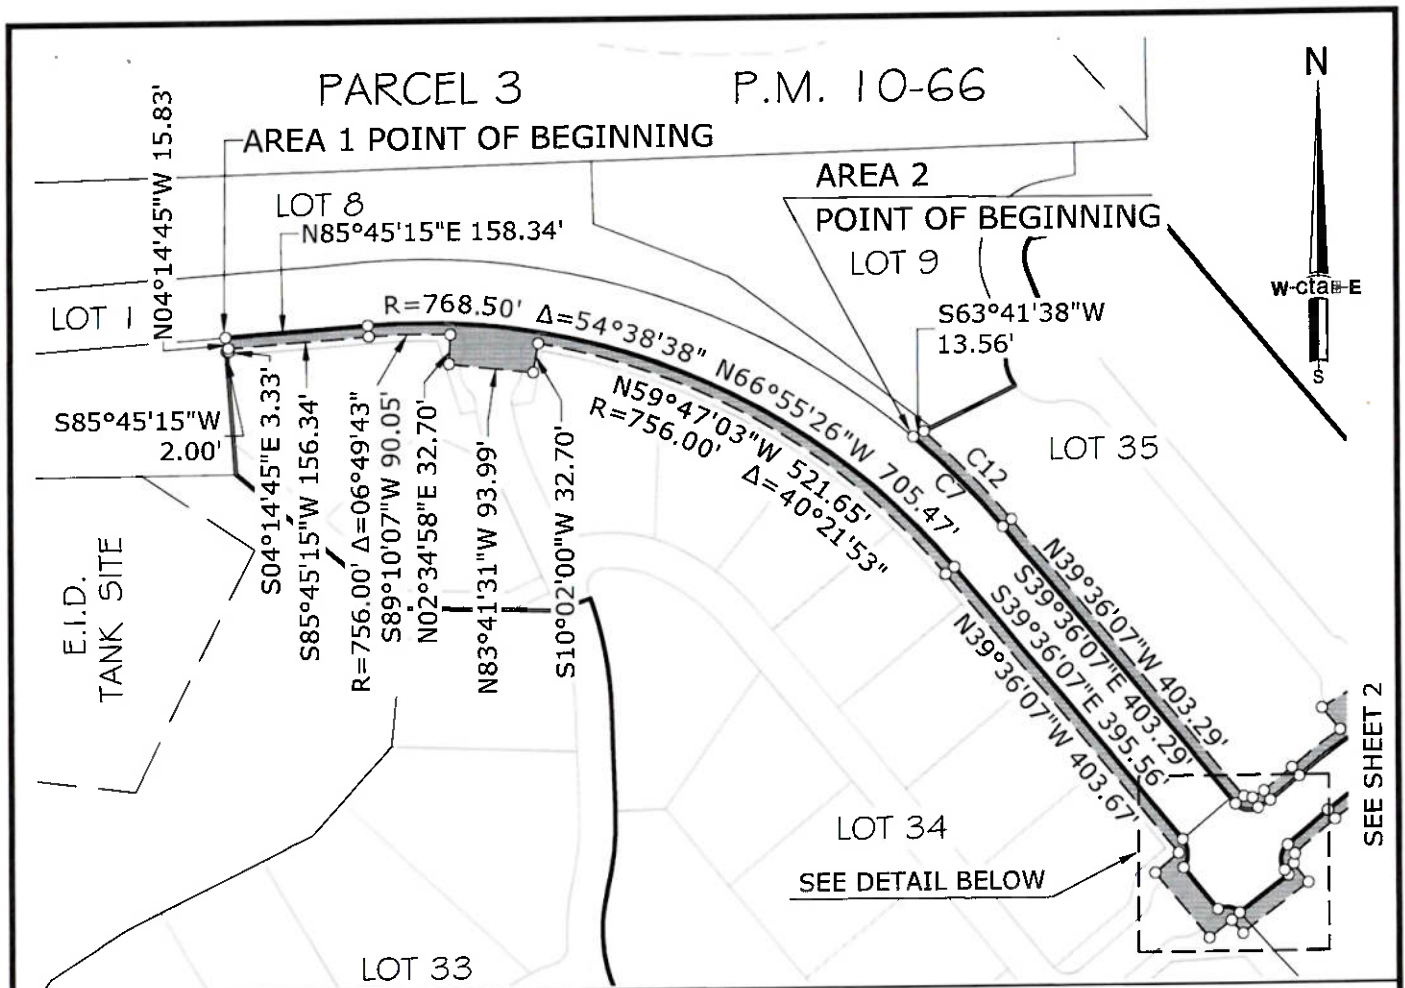 N
PARCEL 3 P.M. 10-66
AREA 1 POINT OF BEGINNING
N04°14'45"W 15.83'
AREA 2
POINT OF BEGINNING
LOT 8
N85°45'15"E 158.34'
LOT 9
W ctа E
S
S63°41'38"W
13.56'
LOT 1
R=768.50' Δ=54°38'38" N66°55'26"W 705.47'
N59°47'03"W 521.65'
R=756.00' Δ=40°21'53"
S85°45'15"W
2.00'
S04°14'45"E 3.33'
S85°45'15"W 156.34'
R=756.00' Δ=06°49'43"
S89°10'07"W 90.05'
N02°34'58"E 32.70'
N83°41'31"W 93.99'
S10°02'00"W 32.70'
C12
C7
LOT 35
N39°36'07"W 403.29'
S39°36'07"E 403.29'
S39°36'07"E 395.56'
N39°36'07"W 403.67'
E.I.D.
TANK SITE
SEE SHEET 2
LOT 34
SEE DETAIL BELOW
LOT 33